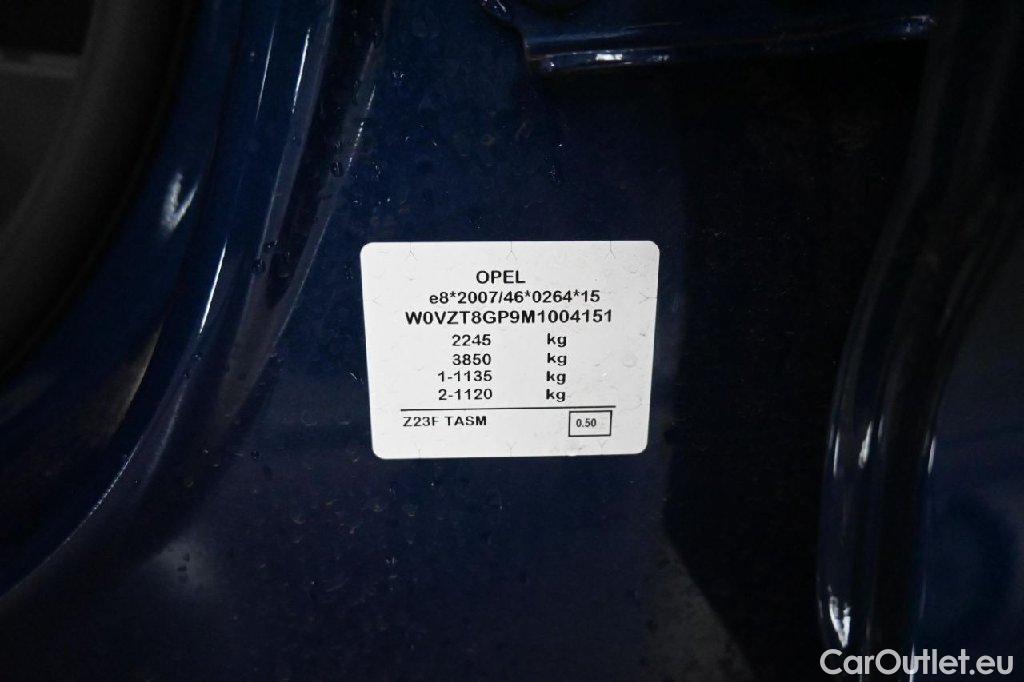 OPEL
e8*2007/46*0264*15
W0VZT8GP9M1004151
2245 kg
3850 kg
1-1135 kg
2-1120 kg
Z23F TASM 0.50
CarOutlet.eu